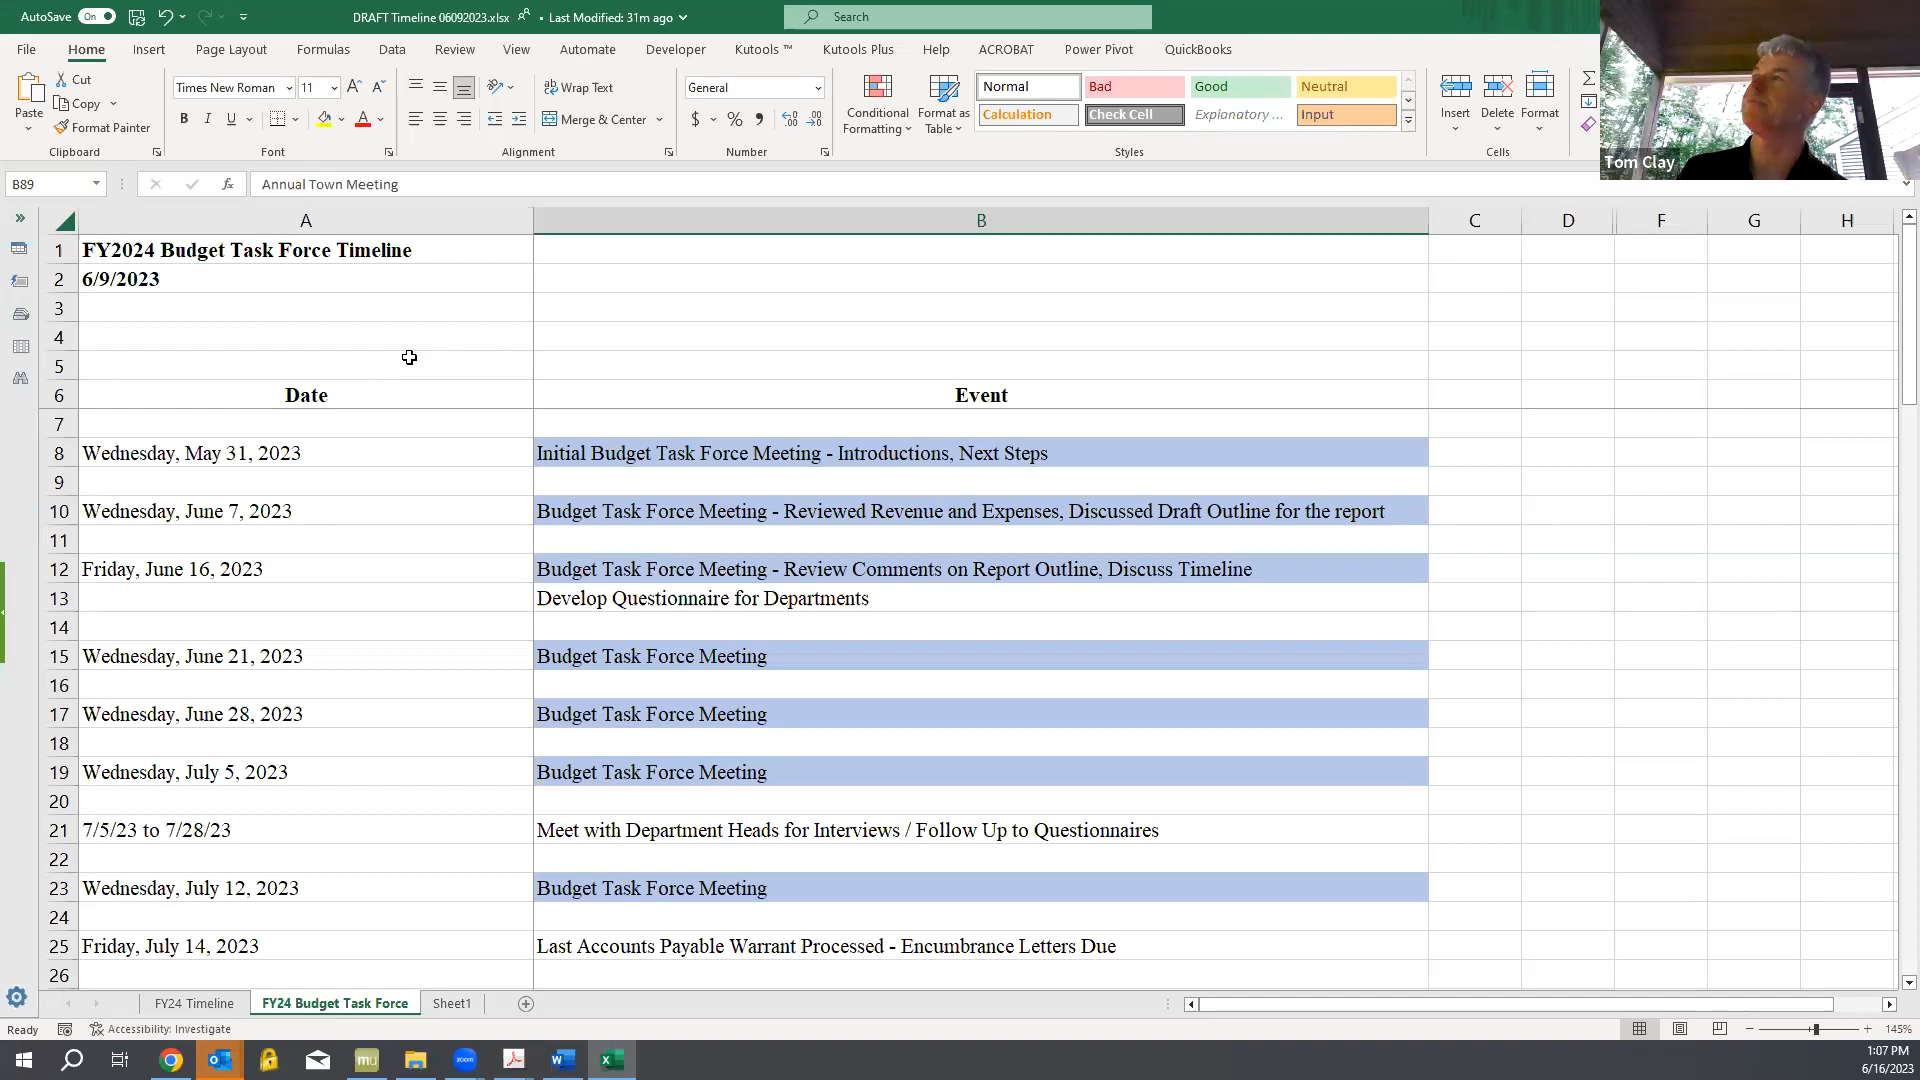 AutoSave On DRAFT Timeline 06092023.xlsx • Last Modified: 31m ago Search
File Home Insert Page Layout Formulas Data Review View Automate Developer Kutools ™ Kutools Plus Help ACROBAT Power Pivot QuickBooks
Paste Cut Copy Format Painter Clipboard
Times New Roman 11 B I U Font
Wrap Text Merge & Center Alignment
General $ % Number
Conditional Formatting Format as Table
Normal Bad Good Neutral
Calculation Check Cell Explanatory ... Input
Styles
Insert Delete Format
Cells
Tom Clay
B89 fx Annual Town Meeting
A B C D F G H
1 FY2024 Budget Task Force Timeline
2 6/9/2023
3
4
5
6 Date Event
7
8 Wednesday, May 31, 2023 Initial Budget Task Force Meeting - Introductions, Next Steps
9
10 Wednesday, June 7, 2023 Budget Task Force Meeting - Reviewed Revenue and Expenses, Discussed Draft Outline for the report
11
12 Friday, June 16, 2023 Budget Task Force Meeting - Review Comments on Report Outline, Discuss Timeline
13 Develop Questionnaire for Departments
14
15 Wednesday, June 21, 2023 Budget Task Force Meeting
16
17 Wednesday, June 28, 2023 Budget Task Force Meeting
18
19 Wednesday, July 5, 2023 Budget Task Force Meeting
20
21 7/5/23 to 7/28/23 Meet with Department Heads for Interviews / Follow Up to Questionnaires
22
23 Wednesday, July 12, 2023 Budget Task Force Meeting
24
25 Friday, July 14, 2023 Last Accounts Payable Warrant Processed - Encumbrance Letters Due
26
FY24 Timeline FY24 Budget Task Force Sheet1
Ready Accessibility: Investigate 145%
mu zoom
1:07 PM
6/16/2023